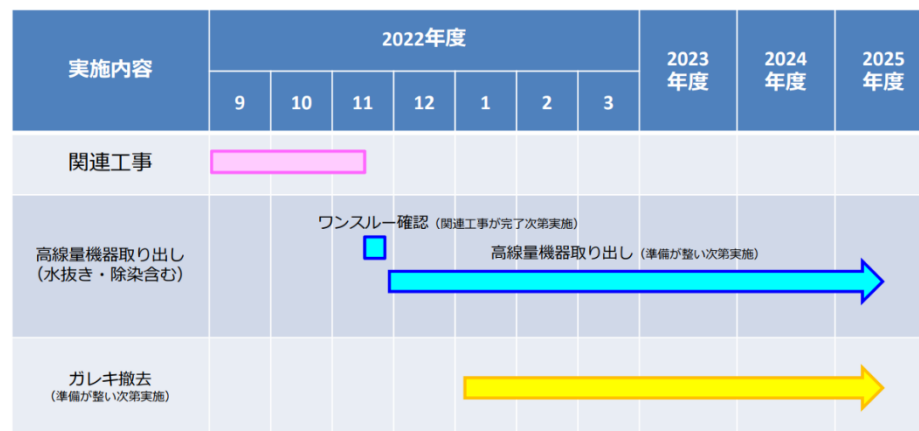 実施内容
2022年度
2023
年度
2024
年度
2025
年度
9
10
11
12
1
2
3
関連工事
高線量機器取り出し
（水抜き・除染含む）
ワンスルー確認（関連工事が完了次第実施）
高線量機器取り出し（準備が整い次第実施）
ガレキ撤去
（準備が整い次第実施）